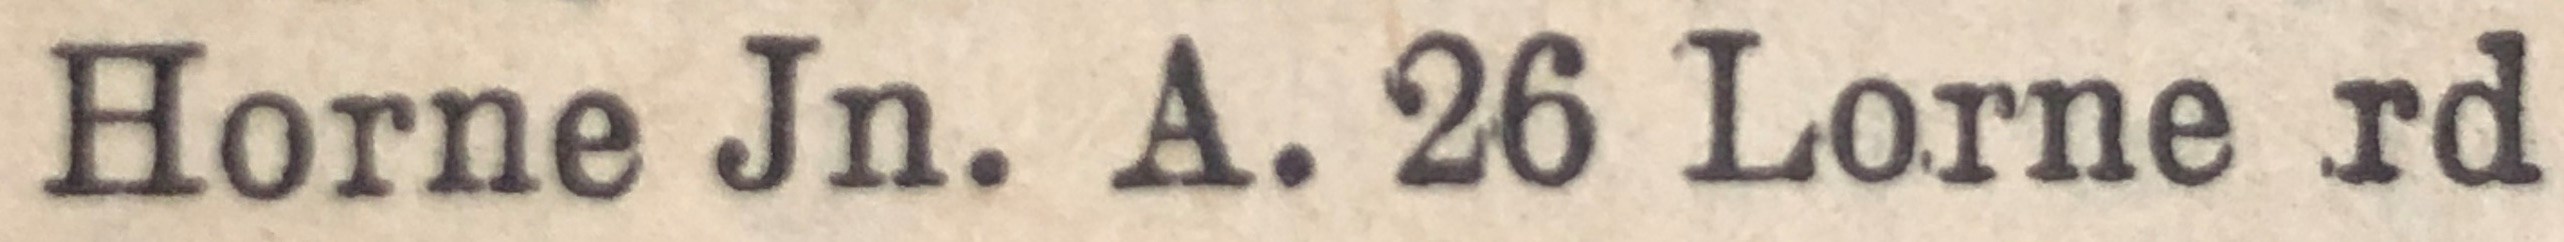 Horne Jn. A. 26 Lorne rd